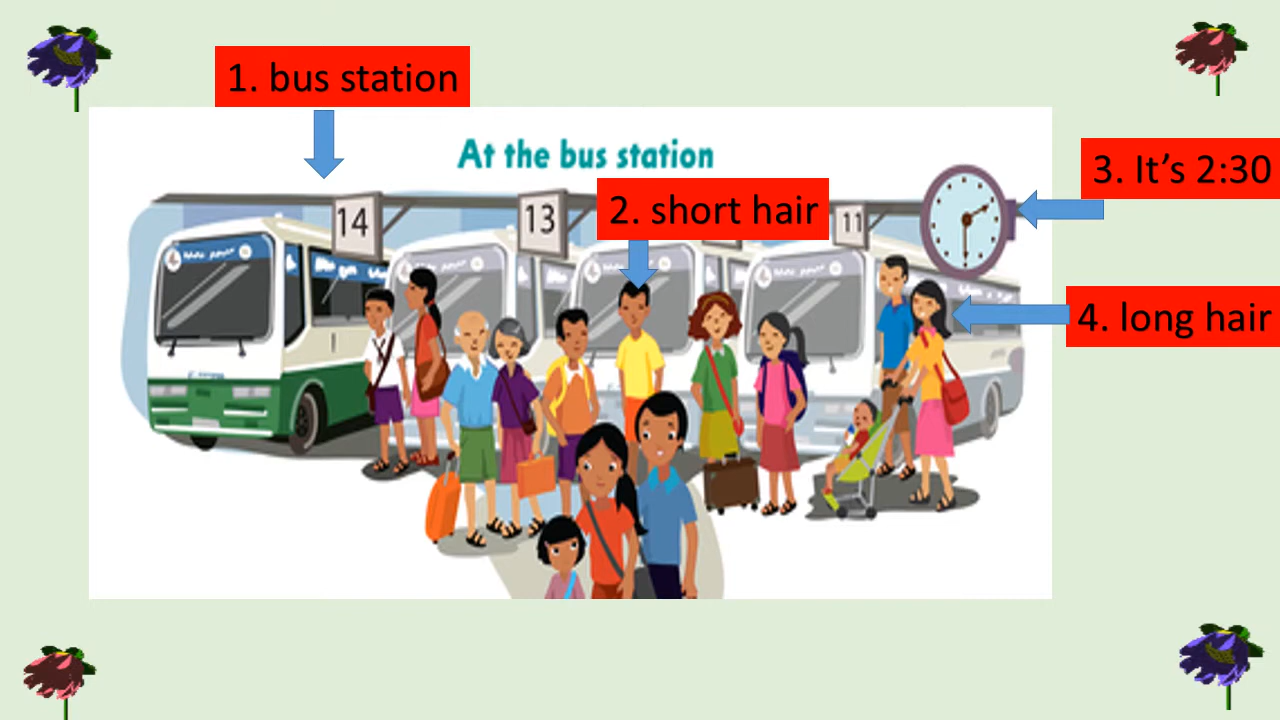 1. bus station
At the bus station
3. It's 2:30
2. short hair
14
13
11
4. long hair